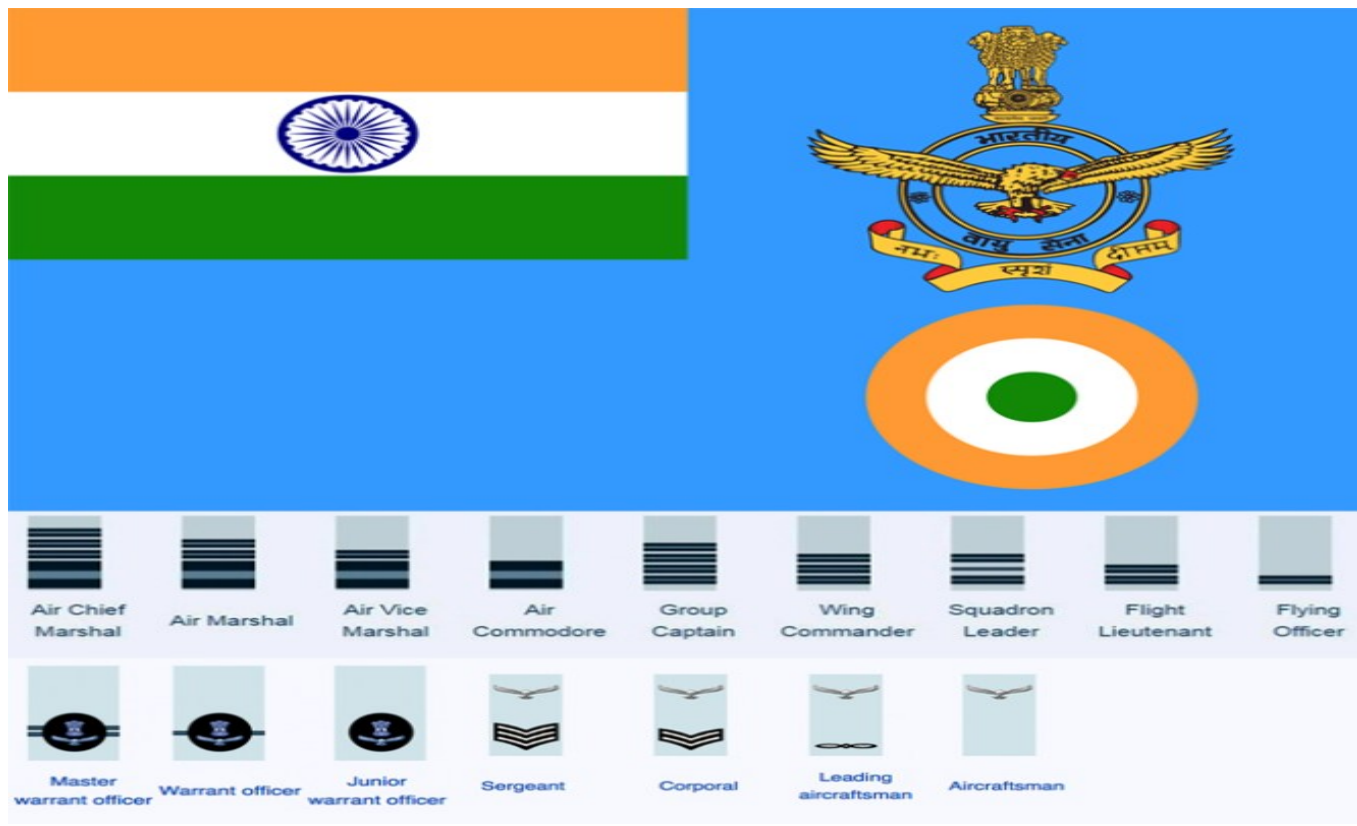 भारतीय
वायु सेना
नभः स्पृशं दीप्तम्
Air Chief
Marshal
Air Marshal
Air Vice
Marshal
Air
Commodore
Group
Captain
Wing
Commander
Squadron
Leader
Flight
Lieutenant
Flying
Officer
Master
warrant officer
Warrant officer
Junior
warrant officer
Sergeant
Corporal
Leading
aircraftsman
Aircraftsman